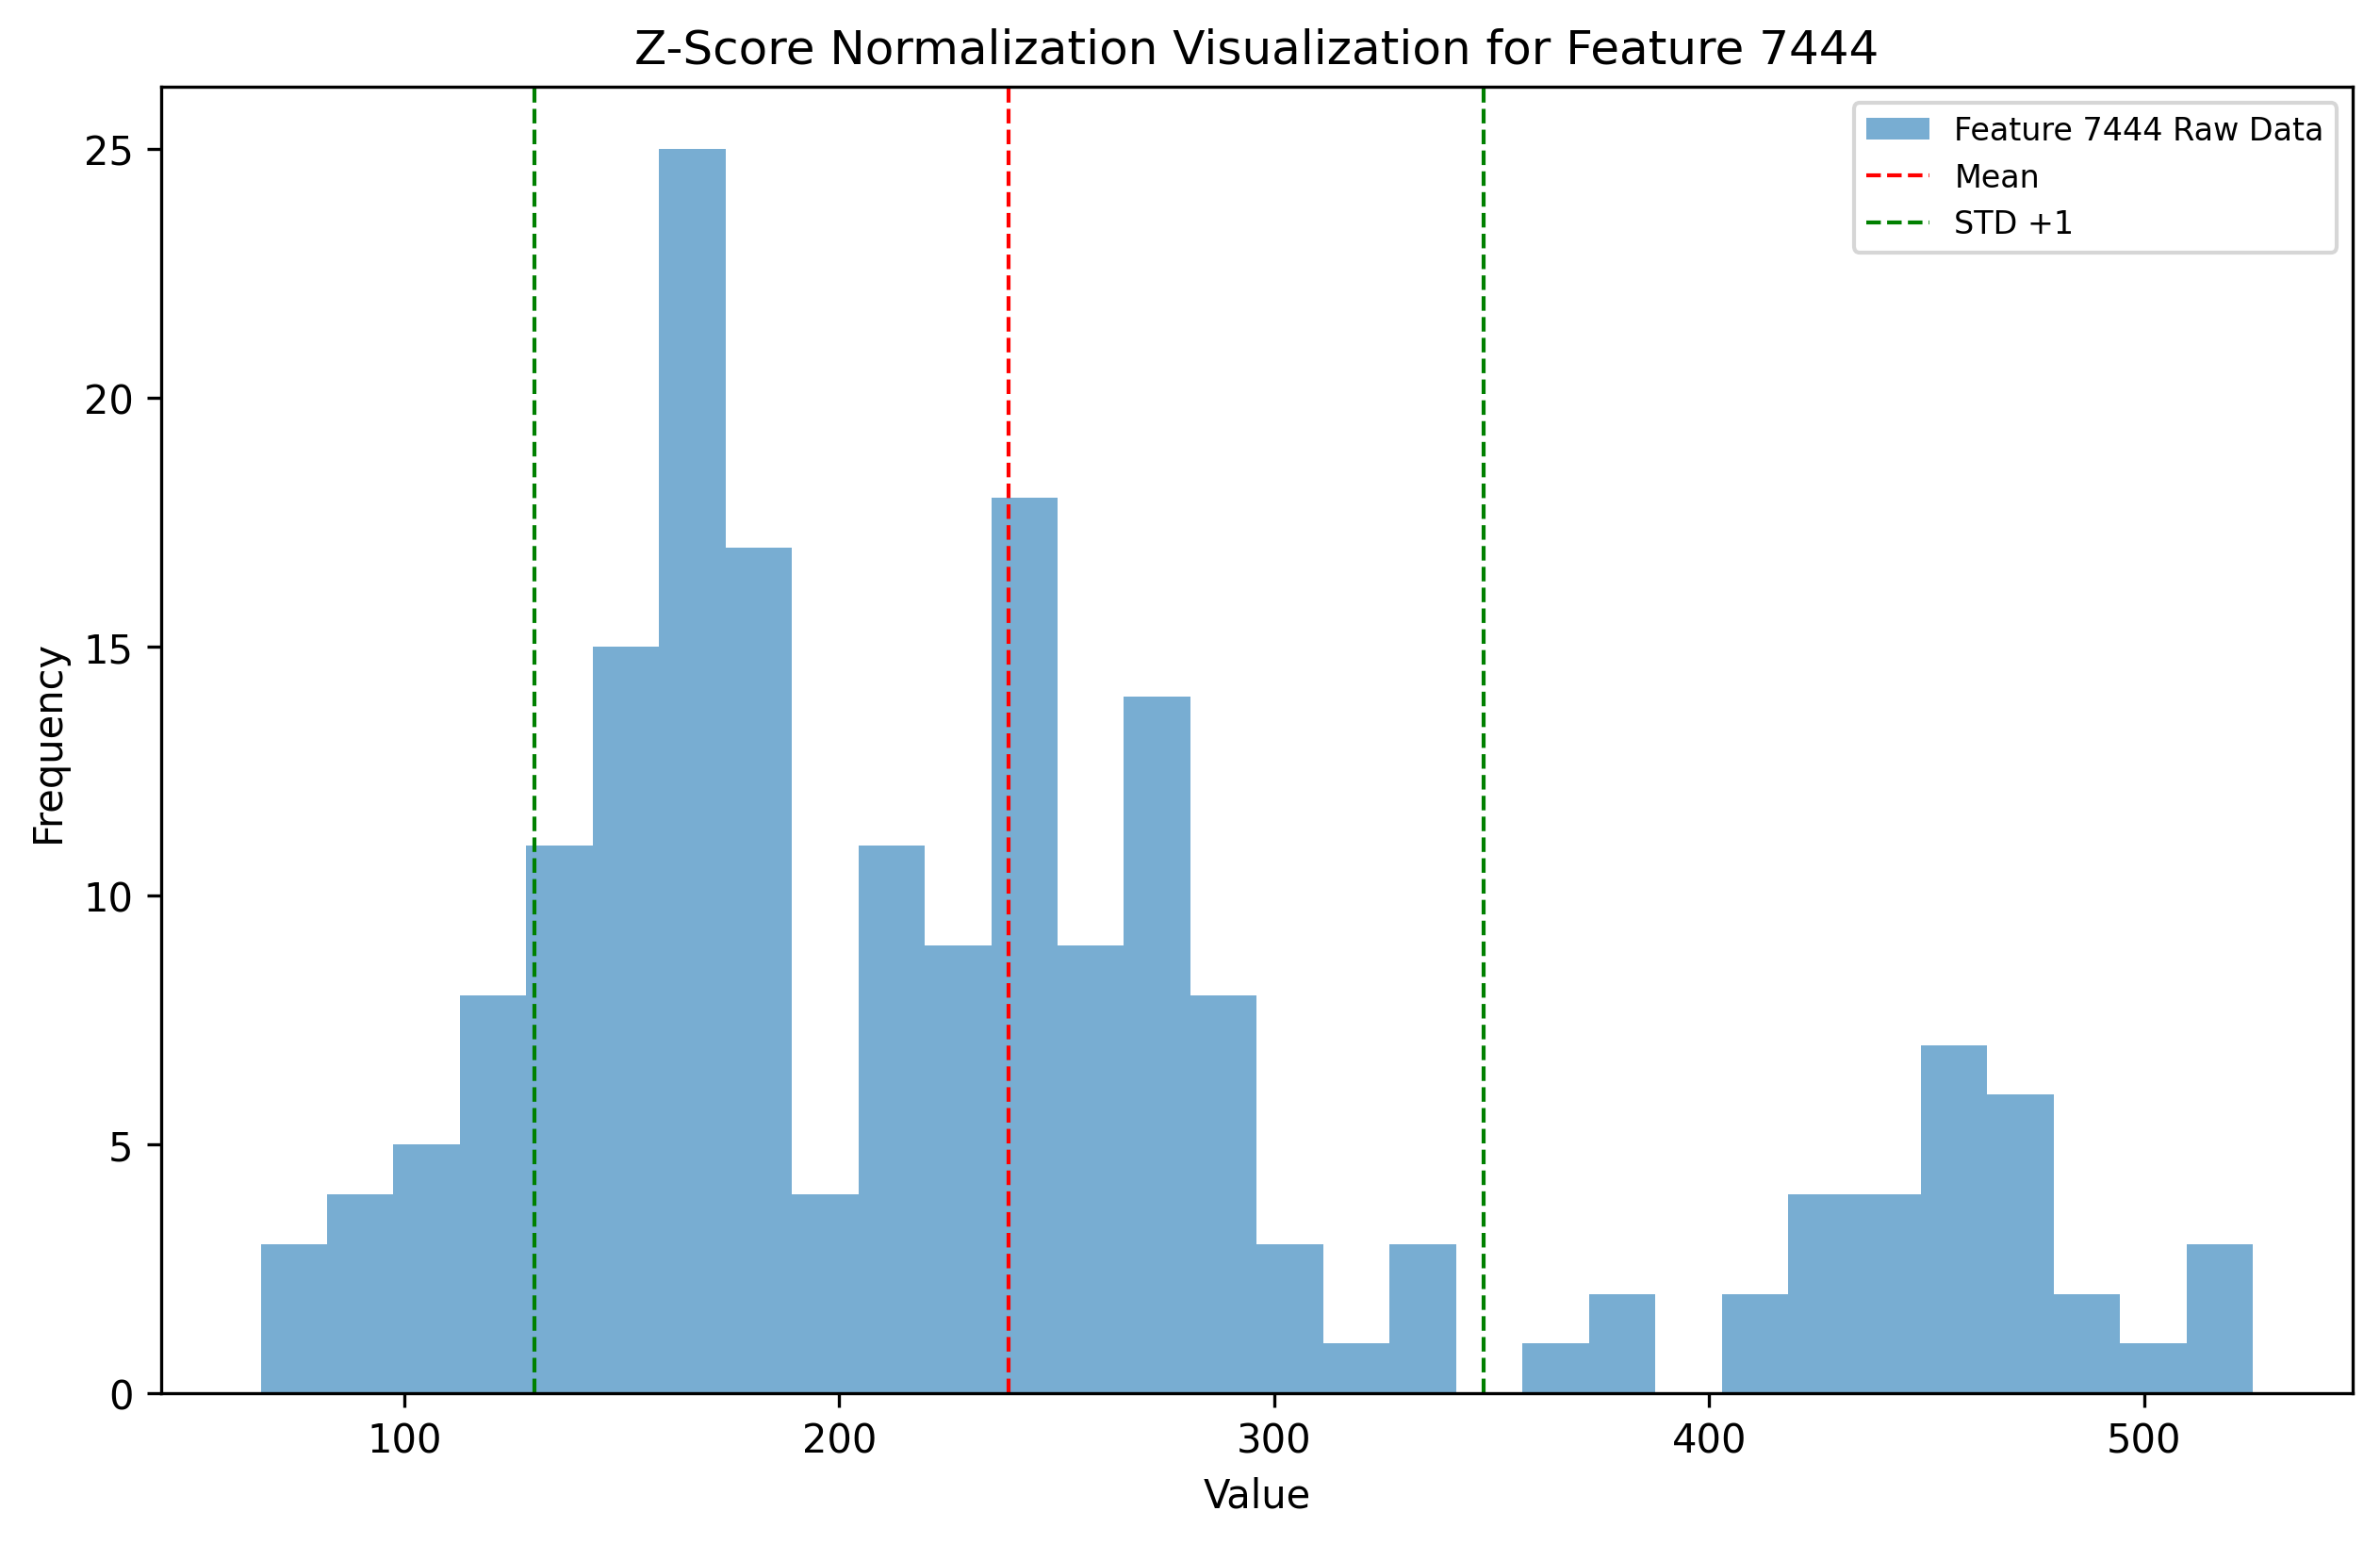 Z-Score Normalization Visualization for Feature 7444
Feature 7444 Raw Data
Mean
STD +1
Frequency
25
20
15
10
5
0
100 200 300 400 500
Value